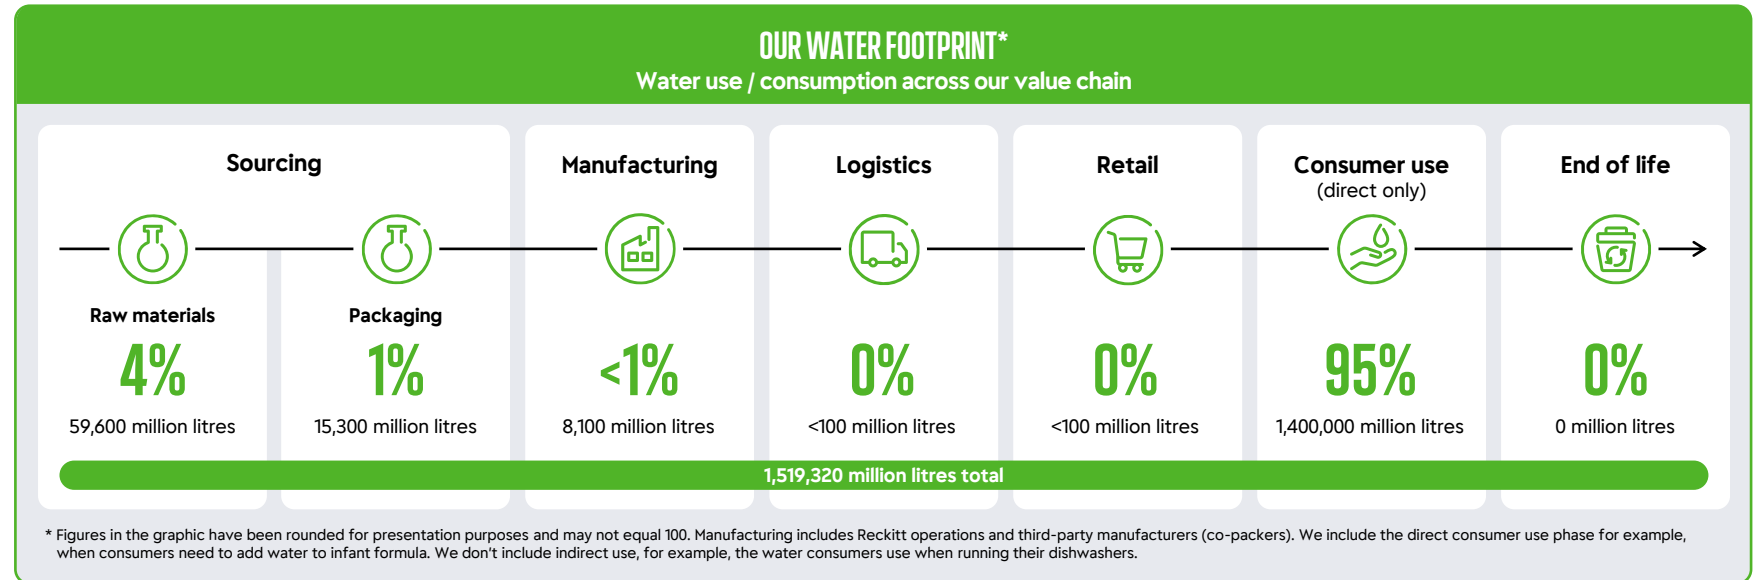 OUR WATER FOOTPRINT*
Water use / consumption across our value chain
Sourcing
Raw materials
4%
59,600 million litres
Packaging
1%
15,300 million litres
Manufacturing
<1%
8,100 million litres
Logistics
0%
<100 million litres
Retail
0%
<100 million litres
Consumer use
(direct only)
95%
1,400,000 million litres
End of life
0%
0 million litres
1,519,320 million litres total
* Figures in the graphic have been rounded for presentation purposes and may not equal 100. Manufacturing includes Reckitt operations and third-party manufacturers (co-packers). We include the direct consumer use phase for example,
when consumers need to add water to infant formula. We don’t include indirect use, for example, the water consumers use when running their dishwashers.